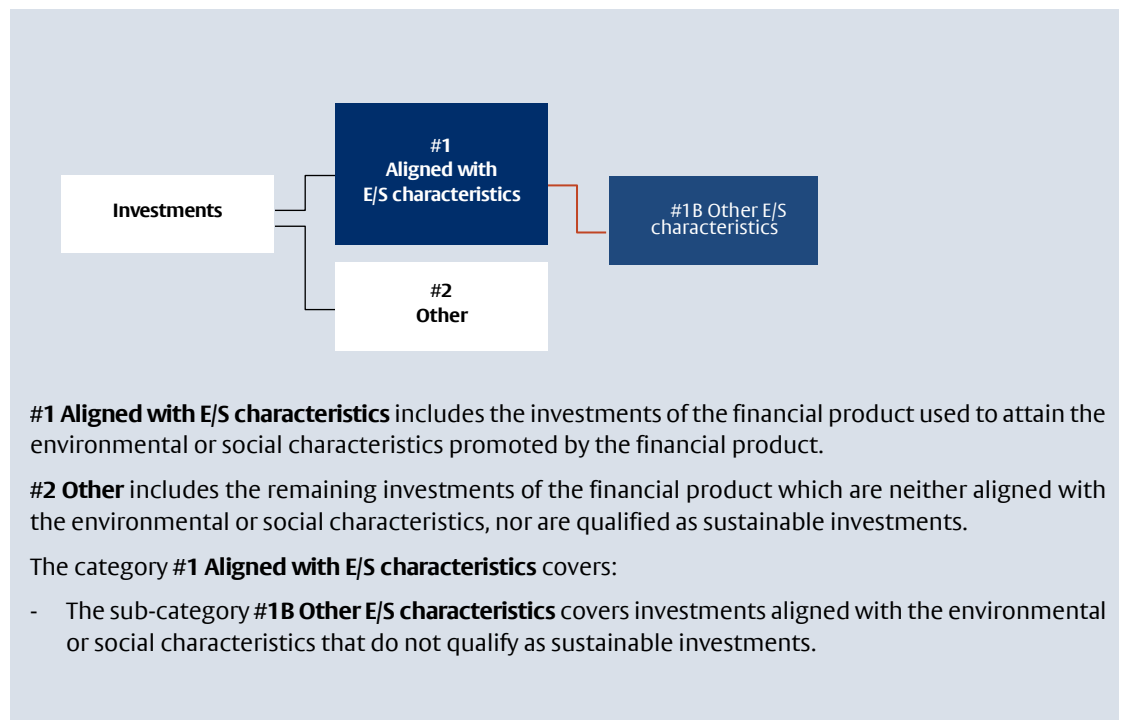 #1
Aligned with
E/S characteristics
Investments
#1B Other E/S
characteristics
#2
Other
#1 Aligned with E/S characteristics includes the investments of the financial product used to attain the
environmental or social characteristics promoted by the financial product.
#2 Other includes the remaining investments of the financial product which are neither aligned with
the environmental or social characteristics, nor are qualified as sustainable investments.
The category #1 Aligned with E/S characteristics covers:
- The sub-category #1B Other E/S characteristics covers investments aligned with the environmental
or social characteristics that do not qualify as sustainable investments.